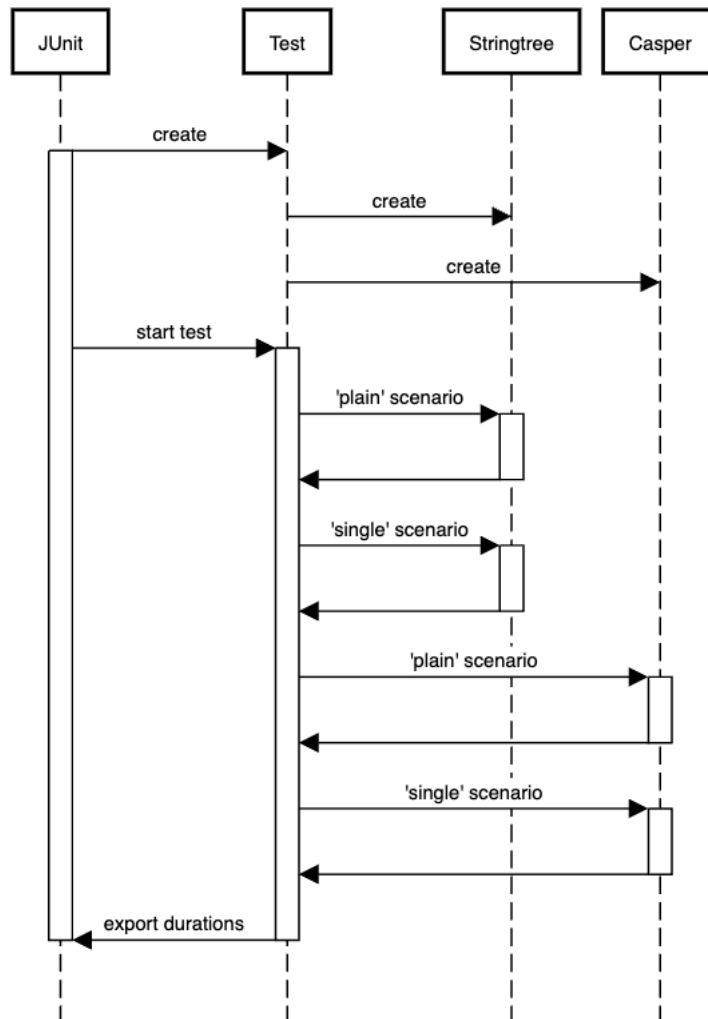 JUnit
Test
Stringtree
Casper
create
create
create
start test
'plain' scenario
'single' scenario
'plain' scenario
'single' scenario
export durations